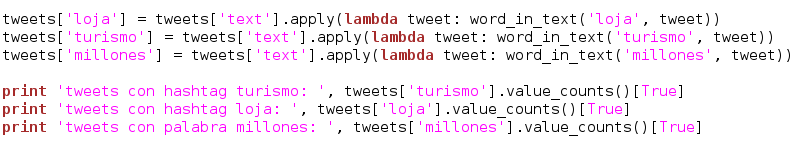 tweets['loja'] = tweets['text'].apply(lambda tweet: word_in_text('loja', tweet))
tweets['turismo'] = tweets['text'].apply(lambda tweet: word_in_text('turismo', tweet))
tweets['millones'] = tweets['text'].apply(lambda tweet: word_in_text('millones', tweet))
print 'tweets con hashtag turismo: ', tweets['turismo'].value_counts()[True]
print 'tweets con hashtag loja: ', tweets['loja'].value_counts()[True]
print 'tweets con palabra millones: ', tweets['millones'].value_counts()[True]